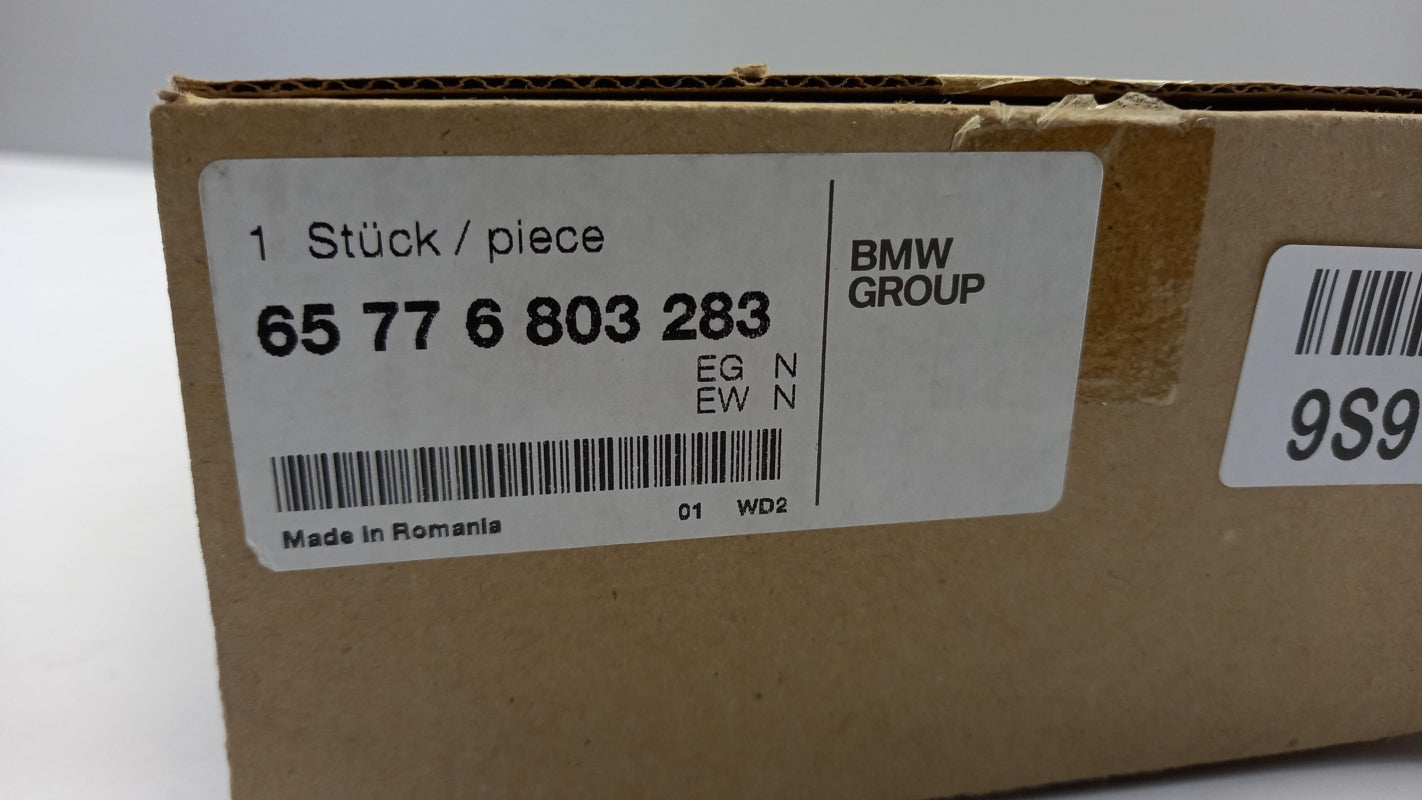 1 Stück / piece
65 77 6 803 283
EG N
EW N
01 WD2
Made in Romania
BMW
GROUP
9S9